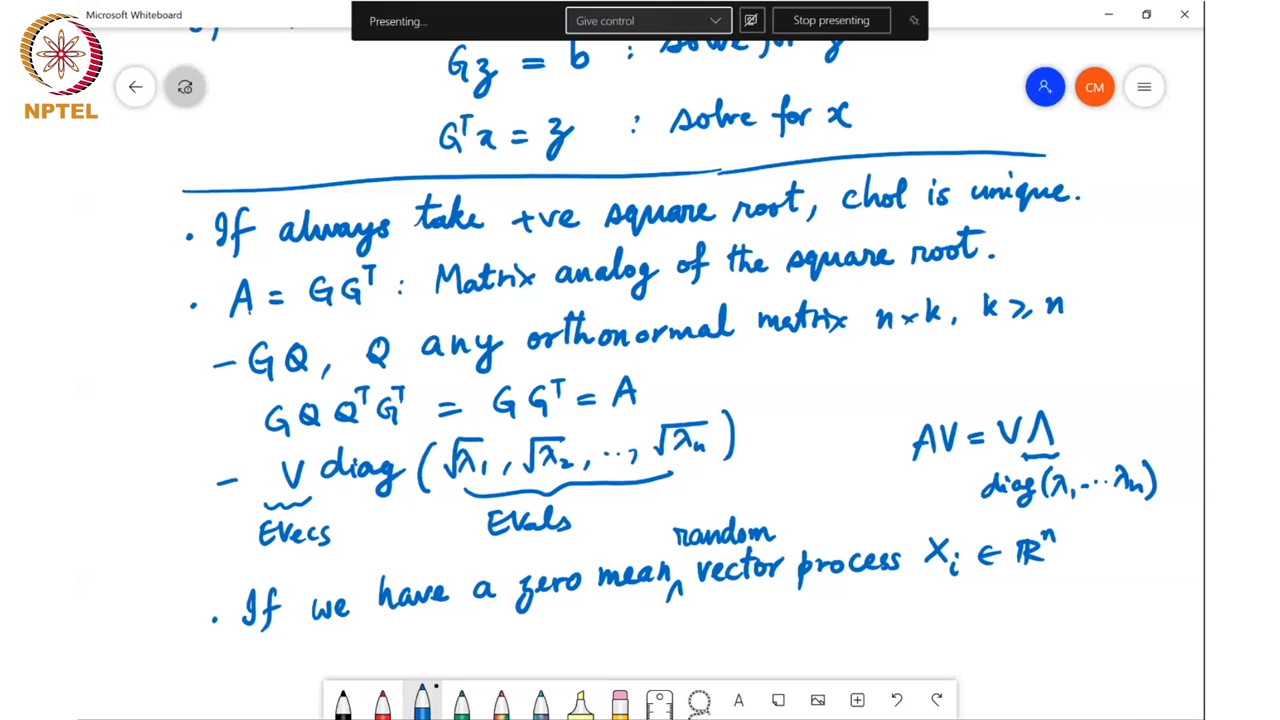 Microsoft Whiteboard
Presenting...
Give control
Stop presenting
NPTEL
CM
Gz = b : solve for z
Gᵀx = z : solve for x
• If always take +ve square root, chol is unique.
• A = GGᵀ : Matrix analog of the square root.
– GQ, Q any orthonormal matrix n×k, k ≥ n
GQQᵀGᵀ = GGᵀ = A
– V diag(√λ₁, √λ₂, .., √λₙ)
EVecs
EVals
AV = VΛ
diag(λ₁ ... λₙ)
• If we have a zero mean ^ random vector process Xᵢ ∈ ℝⁿ
A